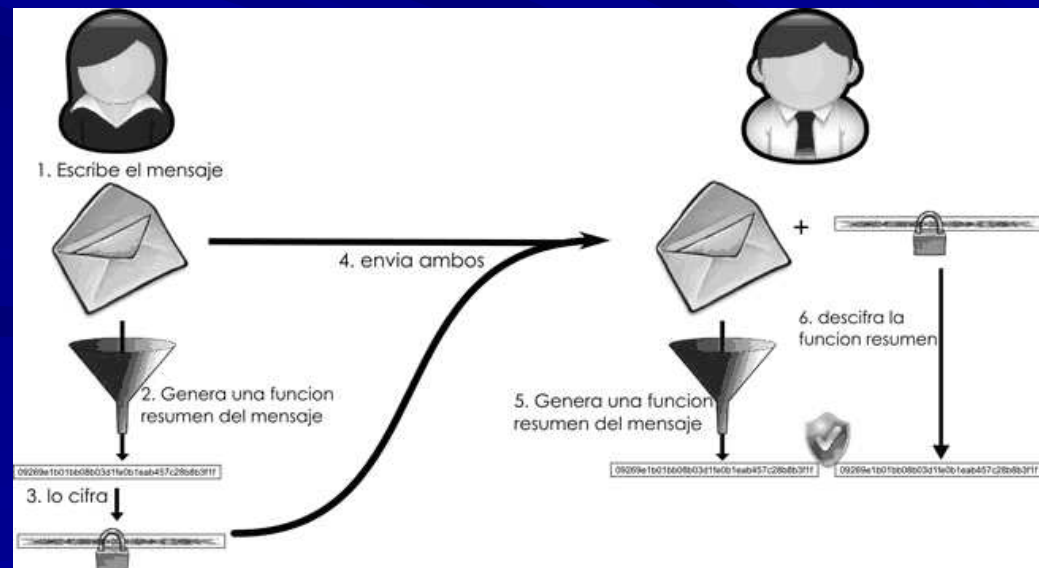 1. Escribe el mensaje
4. envia ambos
2. Genera una funcion
resumen del mensaje
09269e1b01bb08b03d1fe0b1eab457c28b8b3f1f
3. lo cifra
+
6. descifra la
funcion resumen
5. Genera una funcion
resumen del mensaje
09269e1b01bb08b03d1fe0b1eab457c28b8b3f1f
09269e1b01bb08b03d1fe0b1eab457c28b8b3f1f